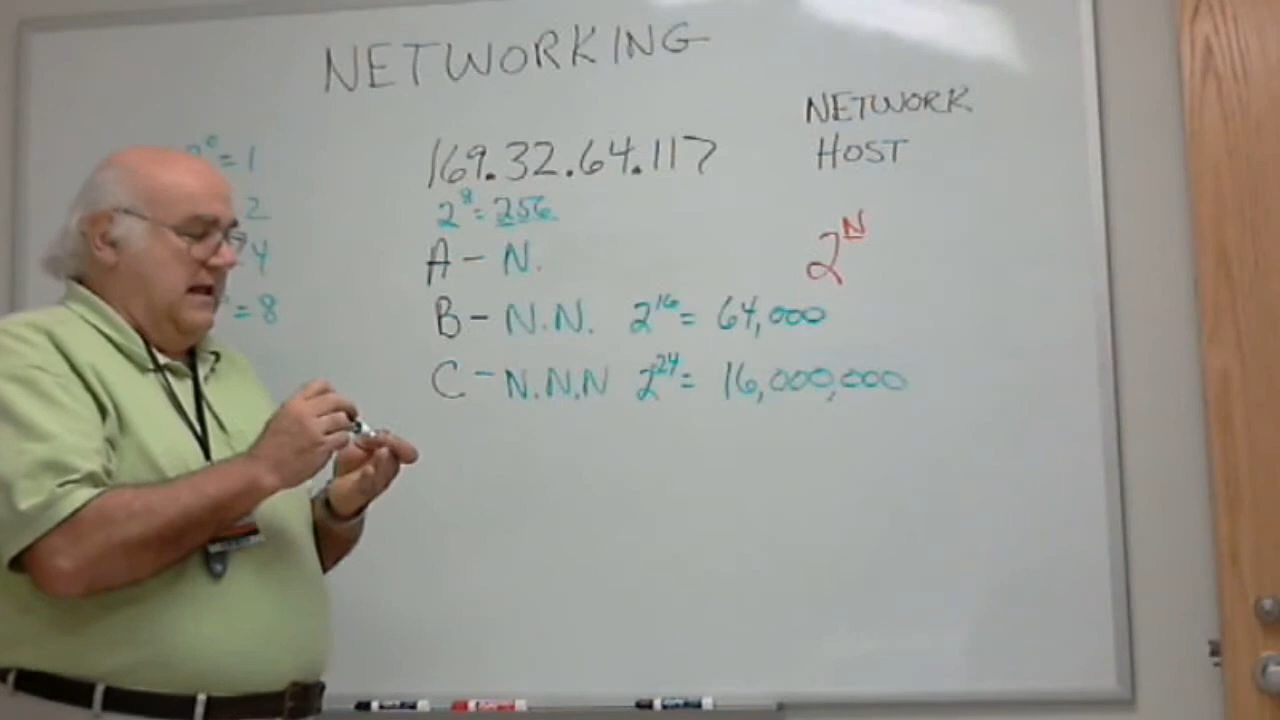 NETWORKING
NETWORK
HOST
169.32.64.117
2⁸ = 256
A - N.
B - N.N. 2¹⁶ = 64,000
C - N.N.N 2²⁴ = 16,000,000
2ᴺ
2⁰ = 1
2
4
= 8